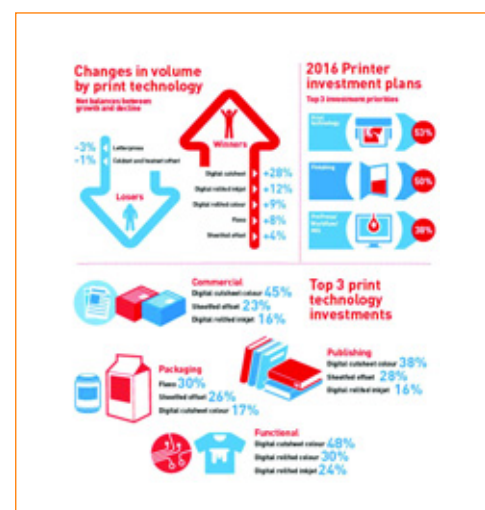 Changes in volume
by print technology
Net balances between
growth and decline
-3% Letterpress
-1% Coldset and heatset offset
Losers
Winners
Digital cutsheet +28%
Digital rollfed inkjet +12%
Digital rollfed colour +9%
Flexo +8%
Sheetfed offset +4%
2016 Printer
investment plans
Top 3 investment priorities
Print
technology
53%
Finishing
50%
PrePress/
Workflow/
MIS
38%
Commercial
Digital cutsheet colour 45%
Sheetfed offset 23%
Digital rollfed inkjet 16%
Top 3 print
technology
investments
Publishing
Digital cutsheet colour 38%
Sheetfed offset 28%
Digital rollfed inkjet 16%
Packaging
Flexo 30%
Sheetfed offset 26%
Digital cutsheet colour 17%
Functional
Digital cutsheet colour 48%
Digital rollfed colour 30%
Digital rollfed inkjet 24%